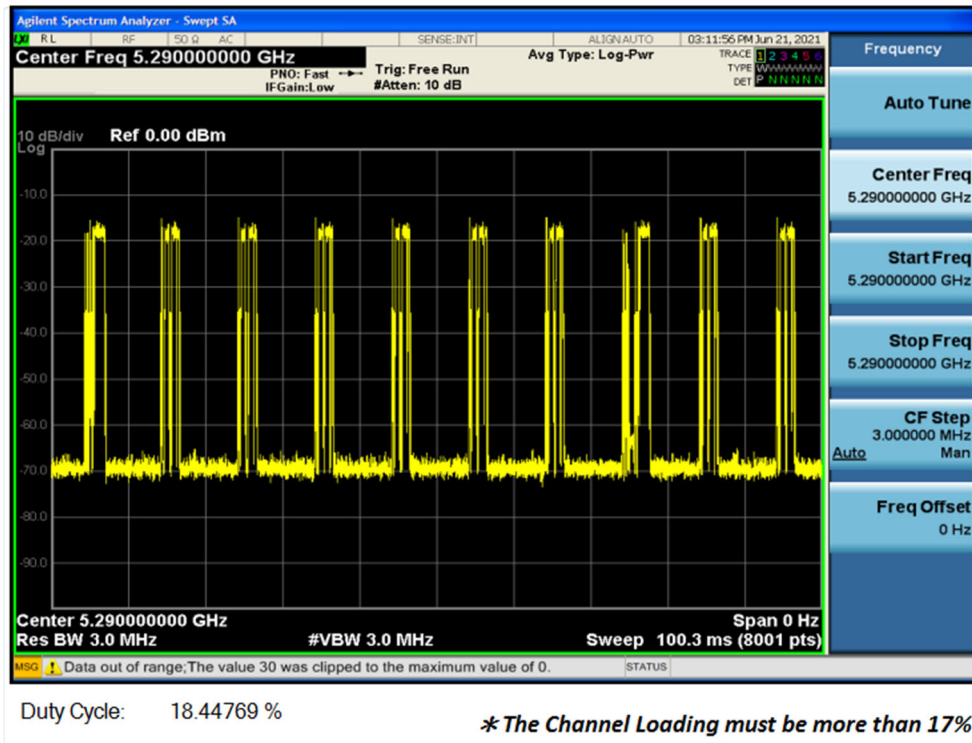 Agilent Spectrum Analyzer - Swept SA
RL RF 50 Ω AC SENSE:INT ALIGN AUTO 03:11:56 PM Jun 21, 2021
Center Freq 5.290000000 GHz
PNO: Fast
IFGain:Low
Trig: Free Run
#Atten: 10 dB
Avg Type: Log-Pwr
TRACE 1 2 3 4 5 6
TYPE WWWWWW
DET P N N N N N
10 dB/div Ref 0.00 dBm
Log
-10.0
-20.0
-30.0
-40.0
-50.0
-60.0
-70.0
-80.0
-90.0
Center 5.290000000 GHz Span 0 Hz
Res BW 3.0 MHz #VBW 3.0 MHz Sweep 100.3 ms (8001 pts)
MSG Data out of range;The value 30 was clipped to the maximum value of 0. STATUS
Frequency
Auto Tune
Center Freq
5.290000000 GHz
Start Freq
5.290000000 GHz
Stop Freq
5.290000000 GHz
CF Step
3.000000 MHz
Auto Man
Freq Offset
0 Hz
Duty Cycle: 18.44769 %
* The Channel Loading must be more than 17%